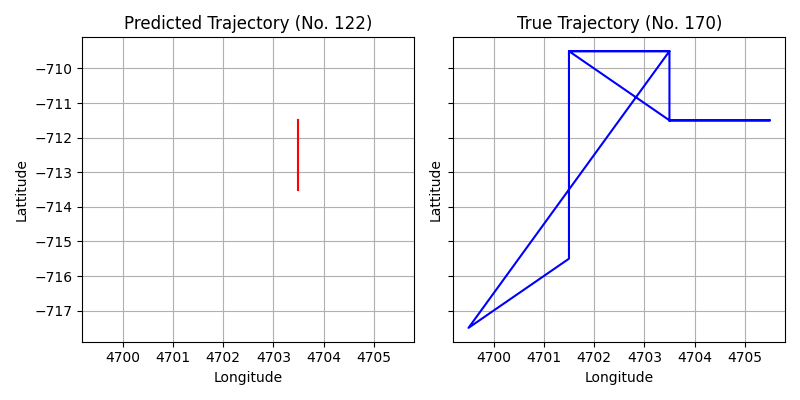 Predicted Trajectory (No. 122)
True Trajectory (No. 170)
−710
−711
−712
−713
−714
−715
−716
−717
Lattitude
Lattitude
4700 4701 4702 4703 4704 4705
4700 4701 4702 4703 4704 4705
Longitude
Longitude